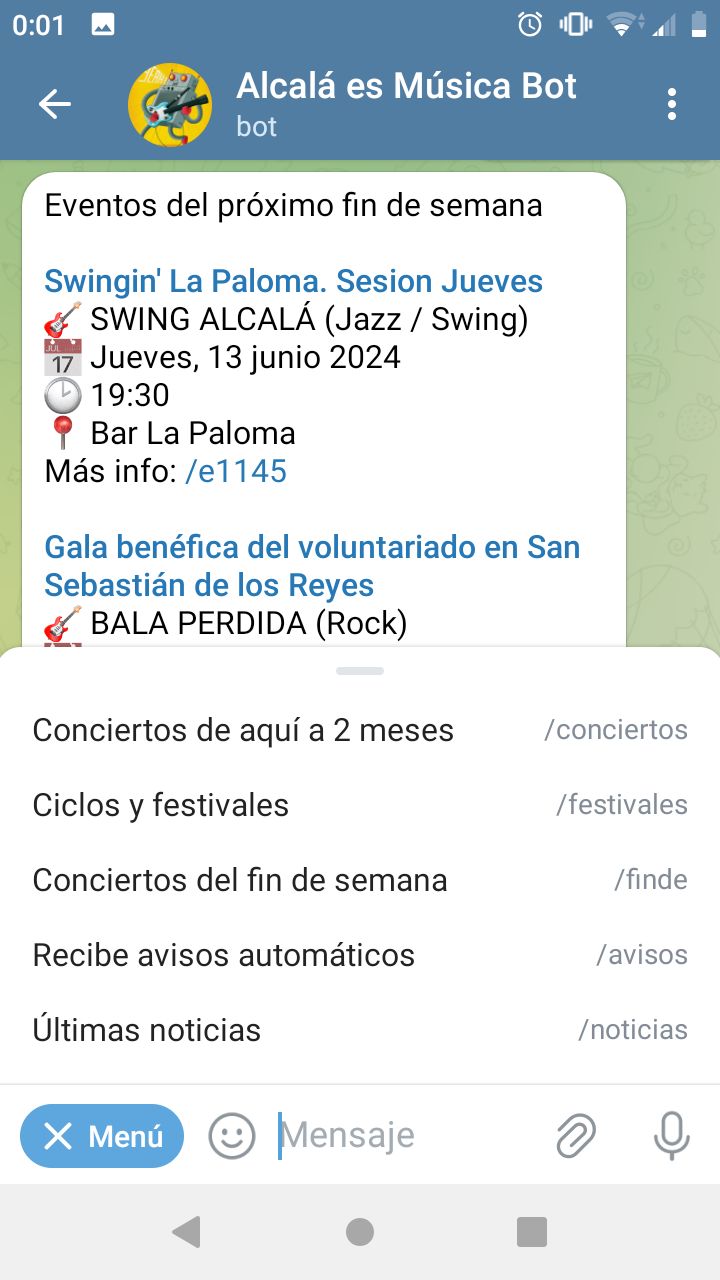 0:01
Alcalá es Música Bot
bot
Eventos del próximo fin de semana
Swingin' La Paloma. Sesion Jueves
🎸 SWING ALCALÁ (Jazz / Swing)
📅 Jueves, 13 junio 2024
🕑 19:30
📍 Bar La Paloma
Más info: /e1145
Gala benéfica del voluntariado en San
Sebastián de los Reyes
🎸 BALA PERDIDA (Rock)
Conciertos de aquí a 2 meses /conciertos
Ciclos y festivales /festivales
Conciertos del fin de semana /finde
Recibe avisos automáticos /avisos
Últimas noticias /noticias
Menú Mensaje